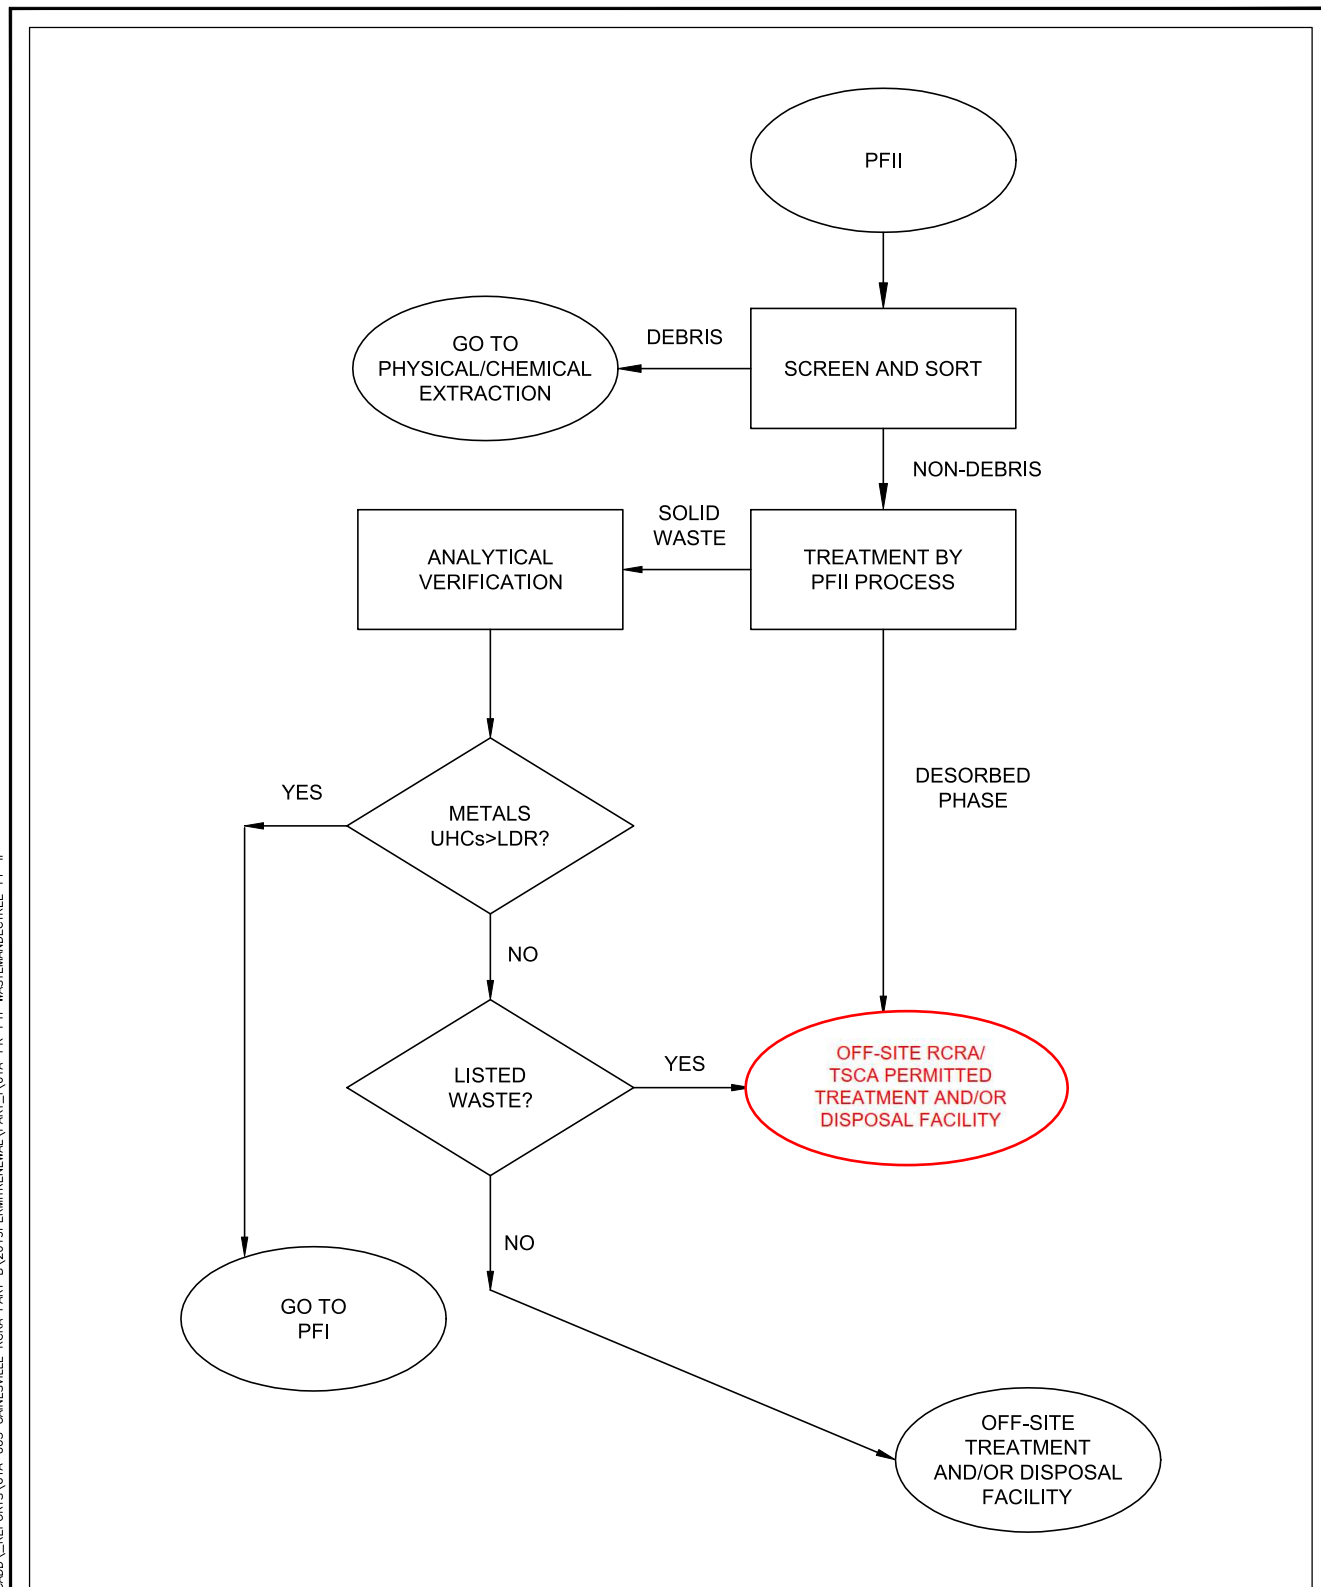 PFII
GO TO
PHYSICAL/CHEMICAL
EXTRACTION
DEBRIS
SCREEN AND SORT
NON-DEBRIS
ANALYTICAL
VERIFICATION
SOLID
WASTE
TREATMENT BY
PFII PROCESS
DESORBED
PHASE
YES
METALS
UHCs>LDR?
NO
LISTED
WASTE?
YES
OFF-SITE RCRA/
TSCA PERMITTED
TREATMENT AND/OR
DISPOSAL FACILITY
NO
GO TO
PFI
OFF-SITE
TREATMENT
AND/OR DISPOSAL
FACILITY